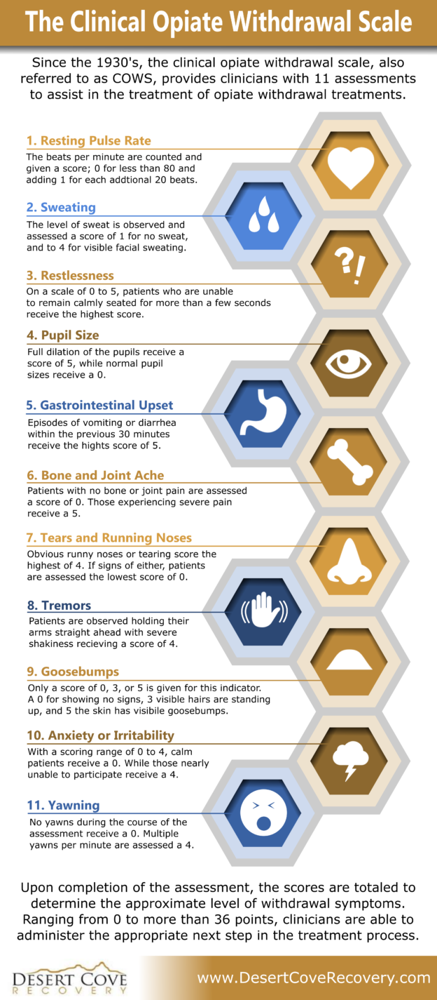 The Clinical Opiate Withdrawal Scale
Since the 1930's, the clinical opiate withdrawal scale, also
referred to as COWS, provides clinicians with 11 assessments
to assist in the treatment of opiate withdrawal treatments.
1. Resting Pulse Rate
The beats per minute are counted and
given a score; 0 for less than 80 and
adding 1 for each addtional 20 beats.
2. Sweating
The level of sweat is observed and
assessed a score of 1 for no sweat,
and to 4 for visible facial sweating.
?!
3. Restlessness
On a scale of 0 to 5, patients who are unable
to remain calmly seated for more than a few seconds
receive the highest score.
4. Pupil Size
Full dilation of the pupils receive a
score of 5, while normal pupil
sizes receive a 0.
5. Gastrointestinal Upset
Episodes of vomiting or diarrhea
within the previous 30 minutes
receive the hights score of 5.
6. Bone and Joint Ache
Patients with no bone or joint pain are assessed
a score of 0. Those experiencing severe pain
receive a 5.
7. Tears and Running Noses
Obvious runny noses or tearing score the
highest of 4. If signs of either, patients
are assessed the lowest score of 0.
8. Tremors
Patients are observed holding their
arms straight ahead with severe
shakiness recieving a score of 4.
9. Goosebumps
Only a score of 0, 3, or 5 is given for this indicator.
A 0 for showing no signs, 3 visible hairs are standing
up, and 5 the skin has visibile goosebumps.
10. Anxiety or Irritability
With a scoring range of 0 to 4, calm
patients receive a 0. While those nearly
unable to participate receive a 4.
11. Yawning
No yawns during the course of the
assessment receive a 0. Multiple
yawns per minute are assessed a 4.
Upon completion of the assessment, the scores are totaled to
determine the approximate level of withdrawal symptoms.
Ranging from 0 to more than 36 points, clinicians are able to
administer the appropriate next step in the treatment process.
DESERT COVE
RECOVERY
www.DesertCoveRecovery.com